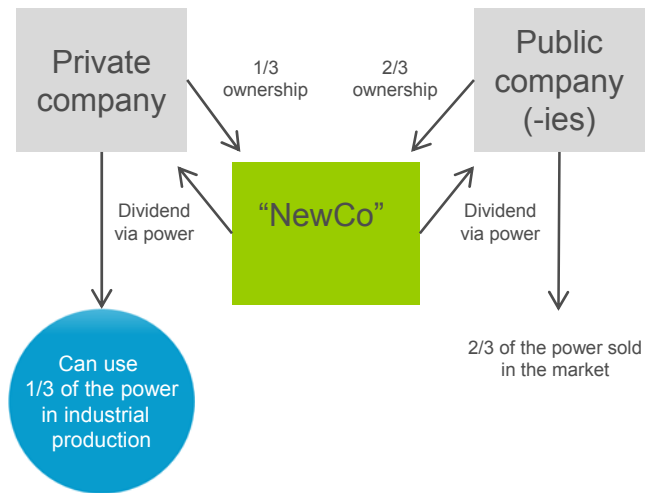 Private
company
1/3
ownership
2/3
ownership
Public
company
(-ies)
“NewCo”
Dividend
via power
Dividend
via power
Can use
1/3 of the power
in industrial
production
2/3 of the power sold
in the market